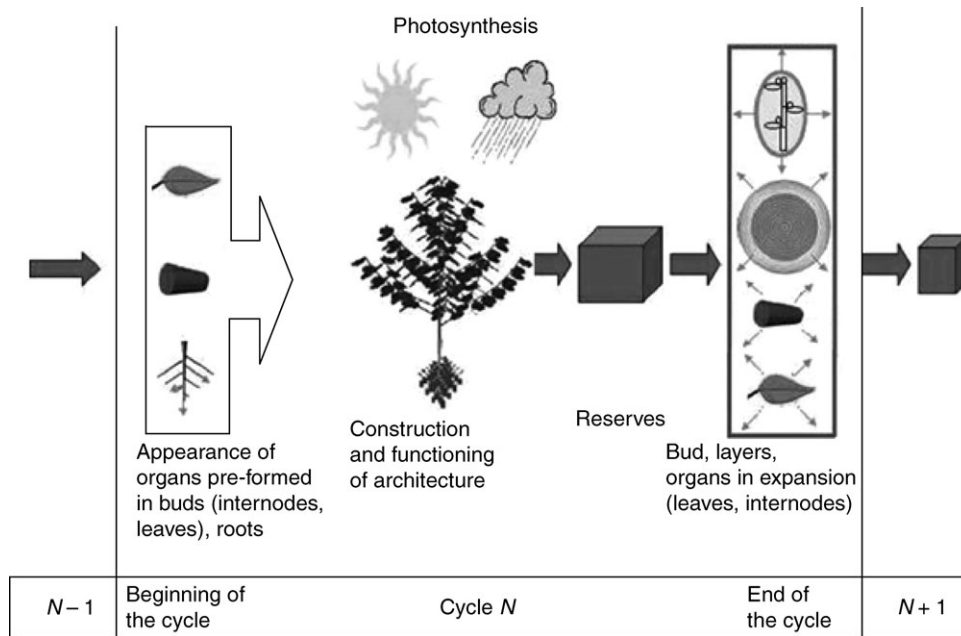 Photosynthesis
Appearance of
organs pre-formed
in buds (internodes,
leaves), roots
Construction
and functioning
of architecture
Reserves
Bud, layers,
organs in expansion
(leaves, internodes)
N – 1
Beginning of
the cycle
Cycle N
End of
the cycle
N + 1